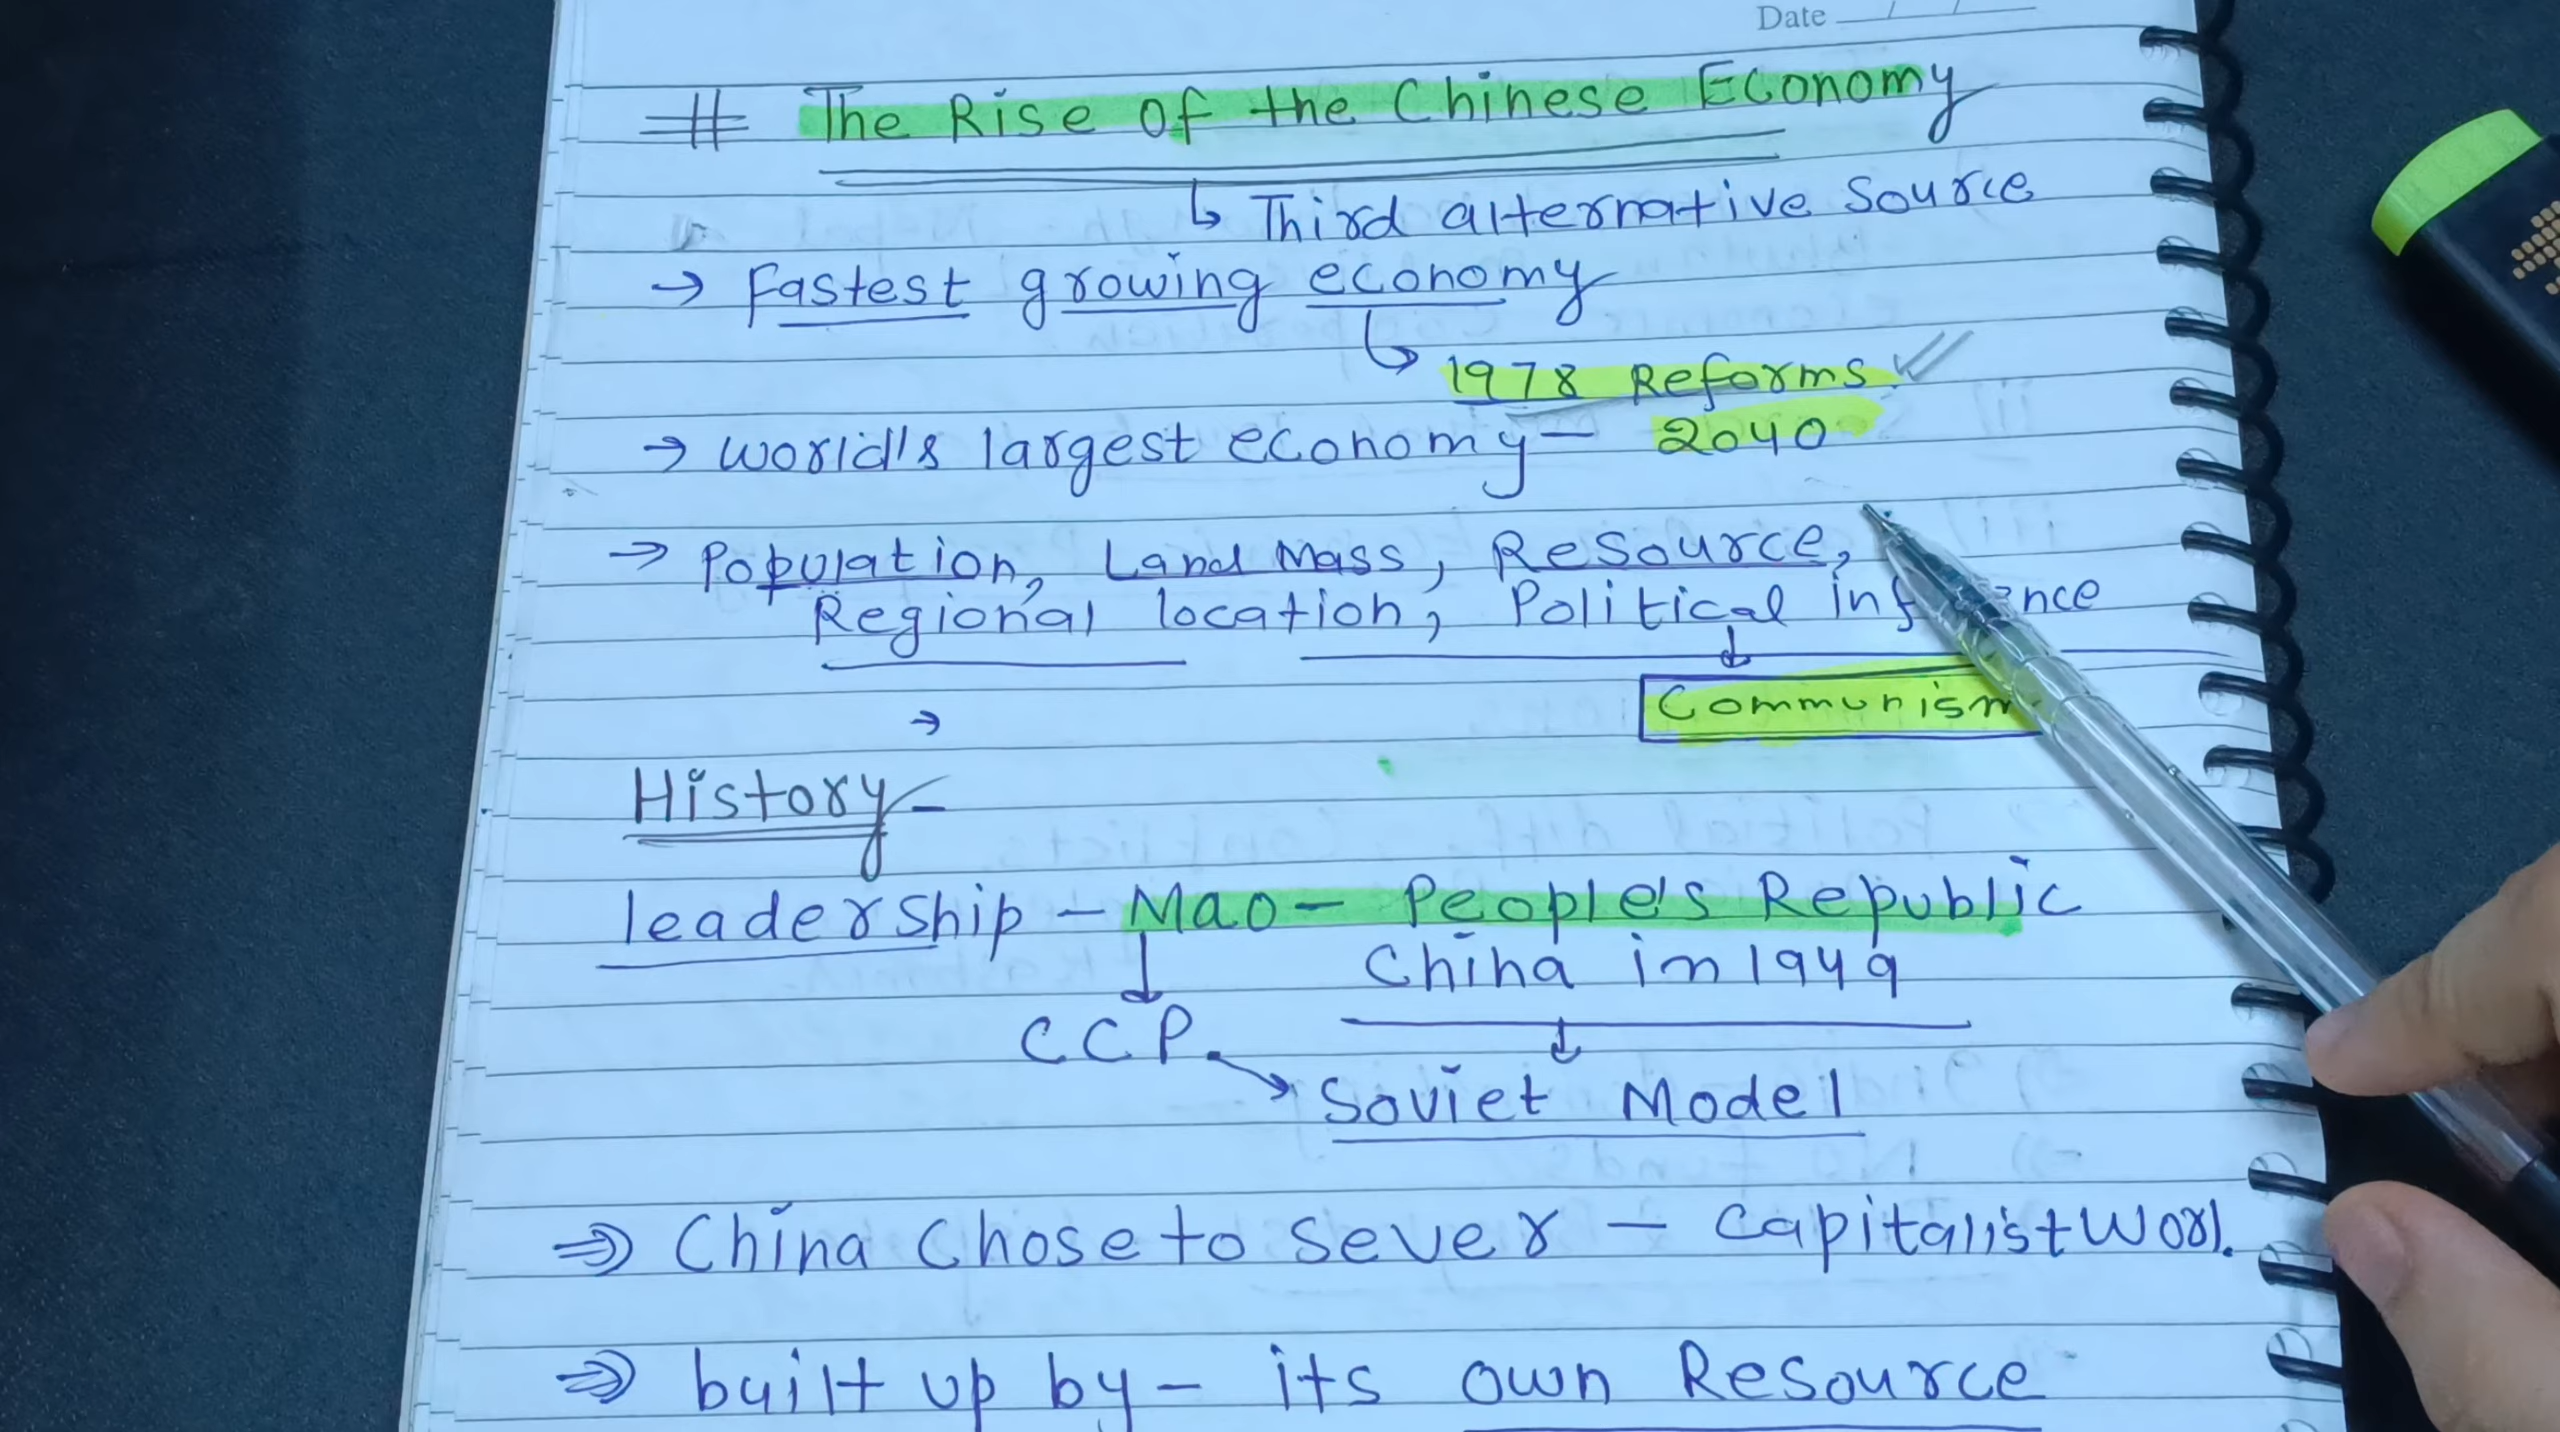 Date / /
# The Rise Of the Chinese Economy
↳ Third alternative Source
→ Fastest growing economy
↳ 1978 Reforms ✓
→ World's largest economy - 2040
→ Population, Land Mass, Resource,
Regional location, Political
↓
Communism
→
History -
leadership - Mao - People's Republic
China in 1949
↓ CCP → ↓
Soviet Model
⇒ China Chose to Sever - Capitalist Worl.
⇒ built up by - its own Resource